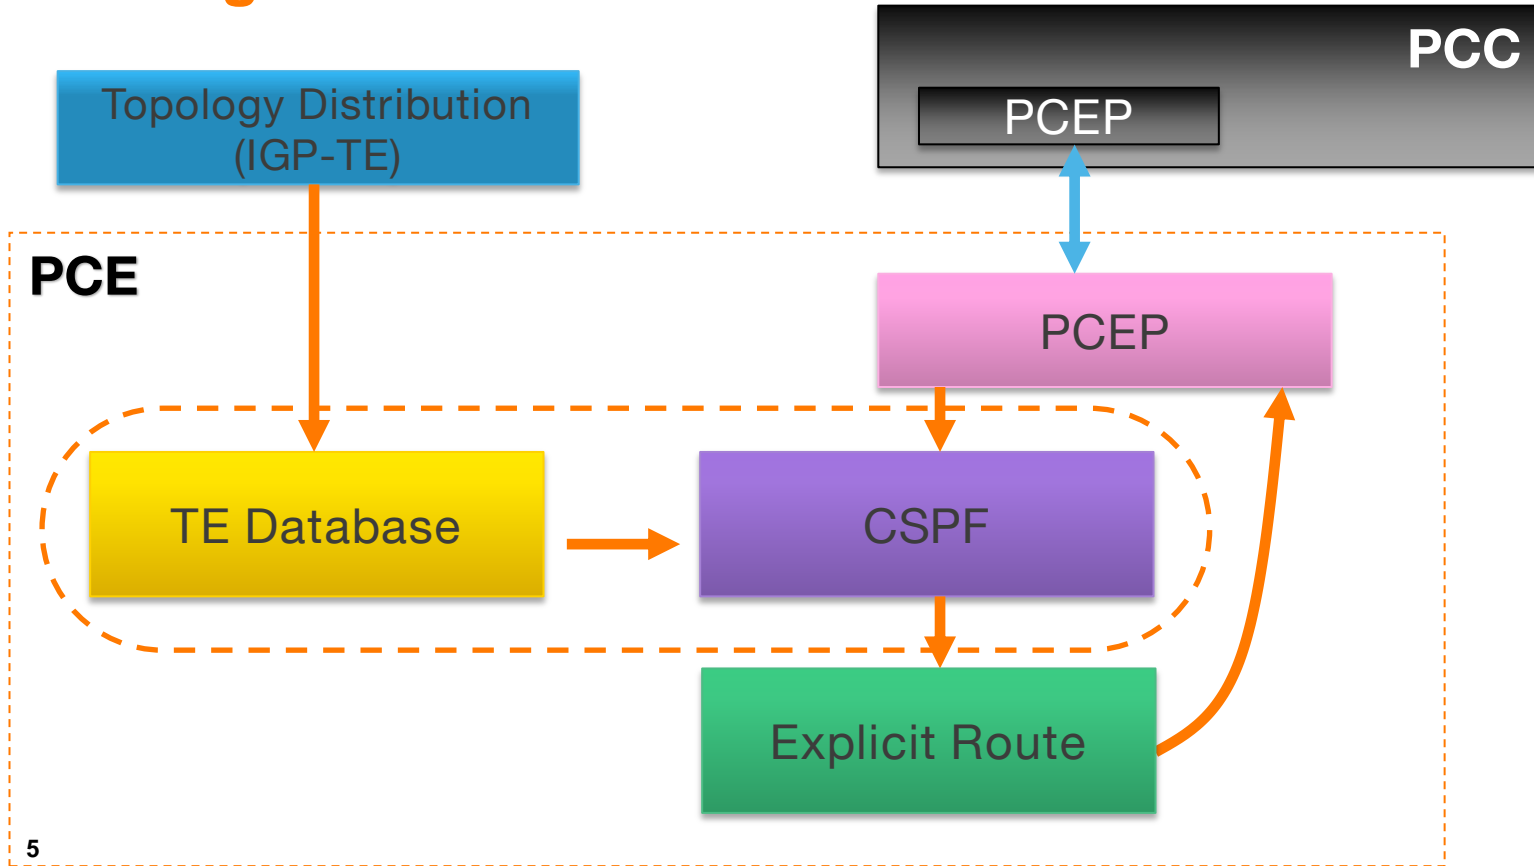 PCC
PCEP
Topology Distribution
(IGP-TE)
PCE
PCEP
TE Database
CSPF
Explicit Route
5